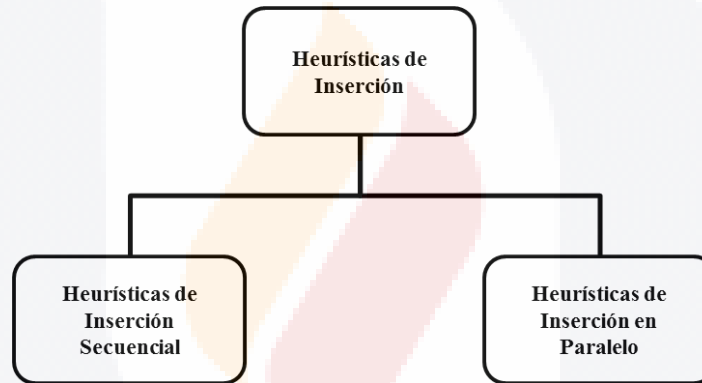 Heurísticas de
Inserción
Heurísticas de
Inserción
Secuencial
Heurísticas de
Inserción en
Paralelo